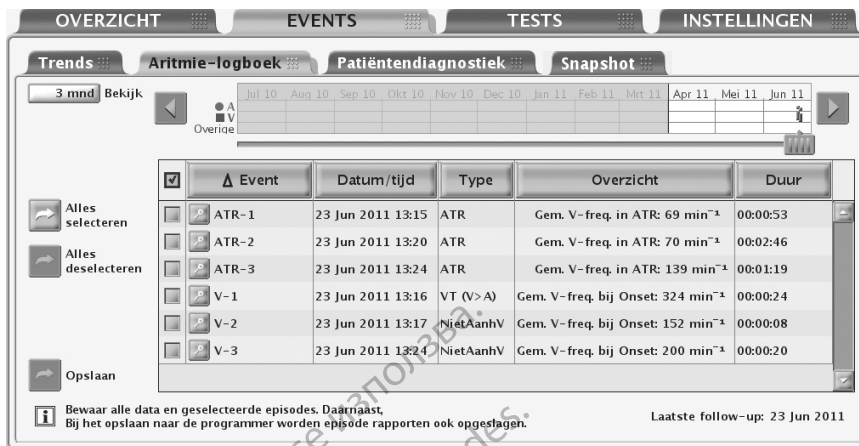 OVERZICHT EVENTS TESTS INSTELLINGEN
Trends Aritmie-logboek Patiëntendiagnostiek Snapshot
3 mnd Bekijk
Jul 10 Aug 10 Sep 10 Okt 10 Nov 10 Dec 10 Jan 11 Feb 11 Mrt 11 Apr 11 Mei 11 Jun 11
A
V
Overige
Δ Event Datum/tijd Type Overzicht Duur
Alles selecteren
Alles deselecteren
ATR-1 23 Jun 2011 13:15 ATR Gem. V-freq. in ATR: 69 min⁻¹ 00:00:53
ATR-2 23 Jun 2011 13:20 ATR Gem. V-freq. in ATR: 70 min⁻¹ 00:02:46
ATR-3 23 Jun 2011 13:24 ATR Gem. V-freq. in ATR: 139 min⁻¹ 00:01:19
V-1 23 Jun 2011 13:16 VT (V>A) Gem. V-freq. bij Onset: 324 min⁻¹ 00:00:24
V-2 23 Jun 2011 13:17 NietAanhV Gem. V-freq. bij Onset: 152 min⁻¹ 00:00:08
V-3 23 Jun 2011 13:24 NietAanhV Gem. V-freq. bij Onset: 200 min⁻¹ 00:00:20
Opslaan
Bewaar alle data en geselecteerde episodes. Daarnaast,
Bij het opslaan naar de programmer worden episode rapporten ook opgeslagen.
Laatste follow-up: 23 Jun 2011